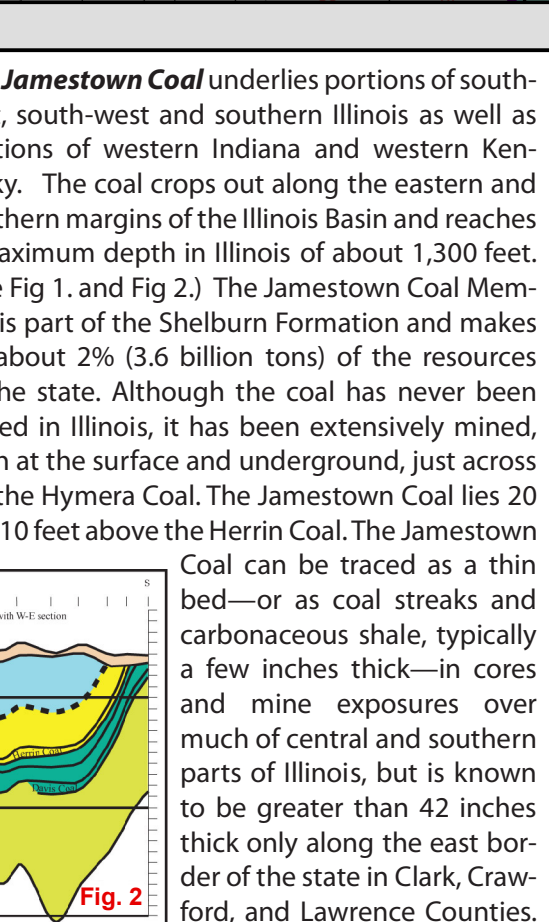 Jamestown Coal underlies portions of south-
, south-west and southern Illinois as well as
tions of western Indiana and western Ken-
ky. The coal crops out along the eastern and
thern margins of the Illinois Basin and reaches
aximum depth in Illinois of about 1,300 feet.
e Fig 1. and Fig 2.) The Jamestown Coal Mem-
is part of the Shelburn Formation and makes
about 2% (3.6 billion tons) of the resources
he state. Although the coal has never been
ed in Illinois, it has been extensively mined,
h at the surface and underground, just across
the Hymera Coal. The Jamestown Coal lies 20
10 feet above the Herrin Coal. The Jamestown
Coal can be traced as a thin
bed—or as coal streaks and
carbonaceous shale, typically
a few inches thick—in cores
and mine exposures over
much of central and southern
parts of Illinois, but is known
to be greater than 42 inches
thick only along the east bor-
der of the state in Clark, Craw-
ford, and Lawrence Counties.
S
with W-E section
Herrin Coal
Davis Coal
Fig. 2